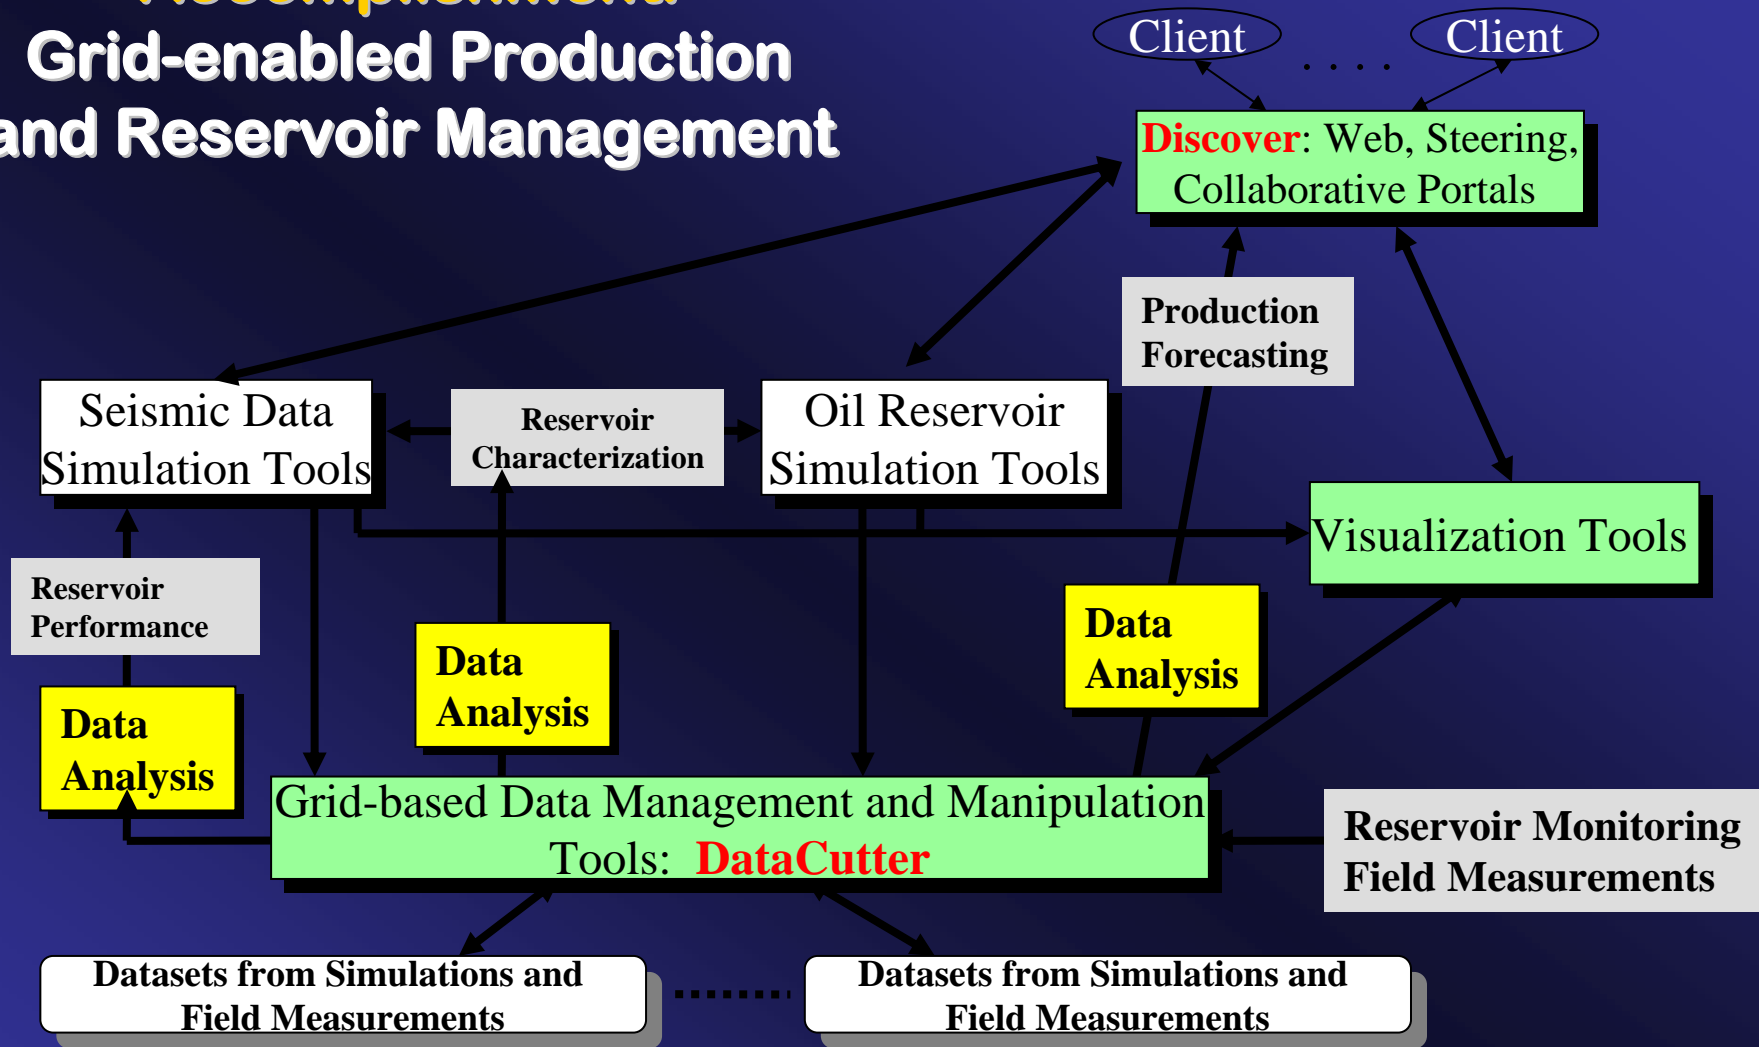 Accomplishment:
Grid-enabled Production
and Reservoir Management
Client
. . . .
Client
Discover: Web, Steering,
Collaborative Portals
Production
Forecasting
Seismic Data
Simulation Tools
Reservoir
Characterization
Oil Reservoir
Simulation Tools
Visualization Tools
Reservoir
Performance
Data
Analysis
Data
Analysis
Data
Analysis
Grid-based Data Management and Manipulation
Tools: DataCutter
Reservoir Monitoring
Field Measurements
Datasets from Simulations and
Field Measurements
Datasets from Simulations and
Field Measurements